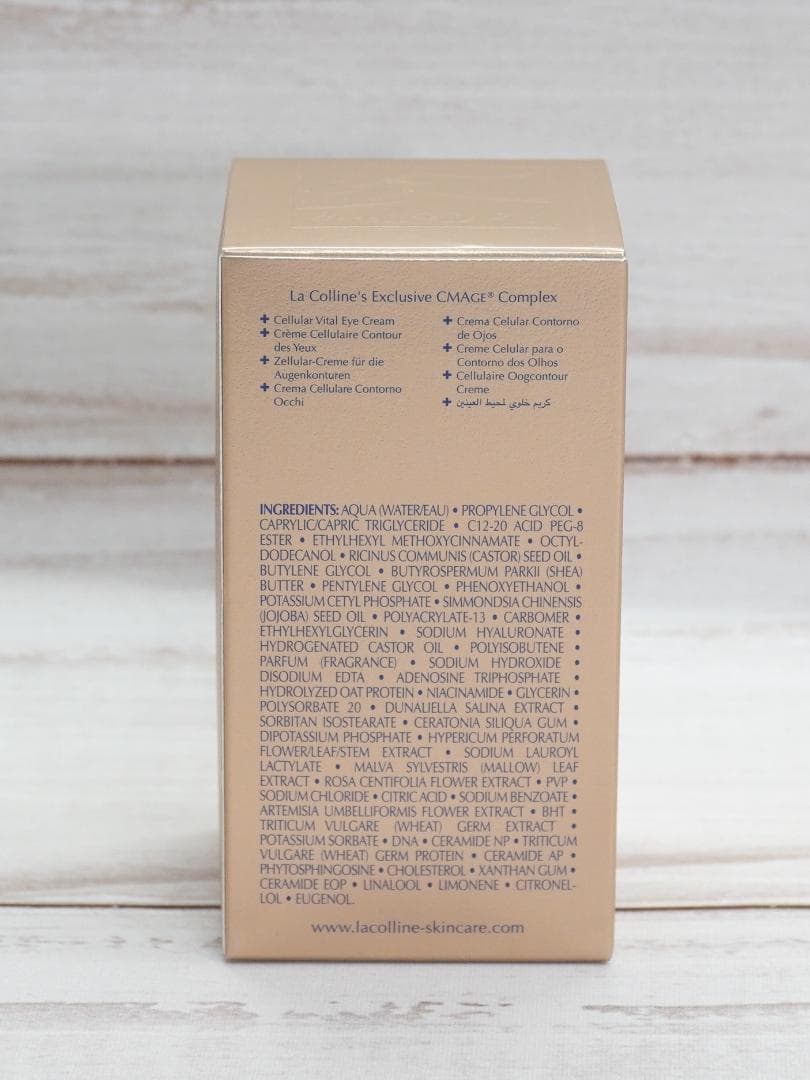 La Colline's Exclusive CMAGE® Complex
+ Cellular Vital Eye Cream
+ Crème Cellulaire Contour
des Yeux
+ Zellular-Creme für die
Augenkonturen
+ Crema Cellulare Contorno
Occhi
+ Crema Celular Contorno
de Ojos
+ Creme Celular para o
Contorno dos Olhos
+ Cellulaire Oogcontour
Creme
+ كريم خلوي لمحيط العينين
INGREDIENTS: AQUA (WATER/EAU) • PROPYLENE GLYCOL •
CAPRYLIC/CAPRIC TRIGLYCERIDE • C12-20 ACID PEG-8
ESTER • ETHYLHEXYL METHOXYCINNAMATE • OCTYL-
DODECANOL • RICINUS COMMUNIS (CASTOR) SEED OIL •
BUTYLENE GLYCOL • BUTYROSPERMUM PARKII (SHEA)
BUTTER • PENTYLENE GLYCOL • PHENOXYETHANOL •
POTASSIUM CETYL PHOSPHATE • SIMMONDSIA CHINENSIS
(JOJOBA) SEED OIL • POLYACRYLATE-13 • CARBOMER •
ETHYLHEXYLGLYCERIN • SODIUM HYALURONATE •
HYDROGENATED CASTOR OIL • POLYISOBUTENE •
PARFUM (FRAGRANCE) • SODIUM HYDROXIDE •
DISODIUM EDTA • ADENOSINE TRIPHOSPHATE •
HYDROLYZED OAT PROTEIN • NIACINAMIDE • GLYCERIN •
POLYSORBATE 20 • DUNALIELLA SALINA EXTRACT •
SORBITAN ISOSTEARATE • CERATONIA SILIQUA GUM •
DIPOTASSIUM PHOSPHATE • HYPERICUM PERFORATUM
FLOWER/LEAF/STEM EXTRACT • SODIUM LAUROYL
LACTYLATE • MALVA SYLVESTRIS (MALLOW) LEAF
EXTRACT • ROSA CENTIFOLIA FLOWER EXTRACT • PVP •
SODIUM CHLORIDE • CITRIC ACID • SODIUM BENZOATE •
ARTEMISIA UMBELLIFORMIS FLOWER EXTRACT • BHT •
TRITICUM VULGARE (WHEAT) GERM EXTRACT •
POTASSIUM SORBATE • DNA • CERAMIDE NP • TRITICUM
VULGARE (WHEAT) GERM PROTEIN • CERAMIDE AP •
PHYTOSPHINGOSINE • CHOLESTEROL • XANTHAN GUM •
CERAMIDE EOP • LINALOOL • LIMONENE • CITRONEL-
LOL • EUGENOL.
www.lacolline-skincare.com